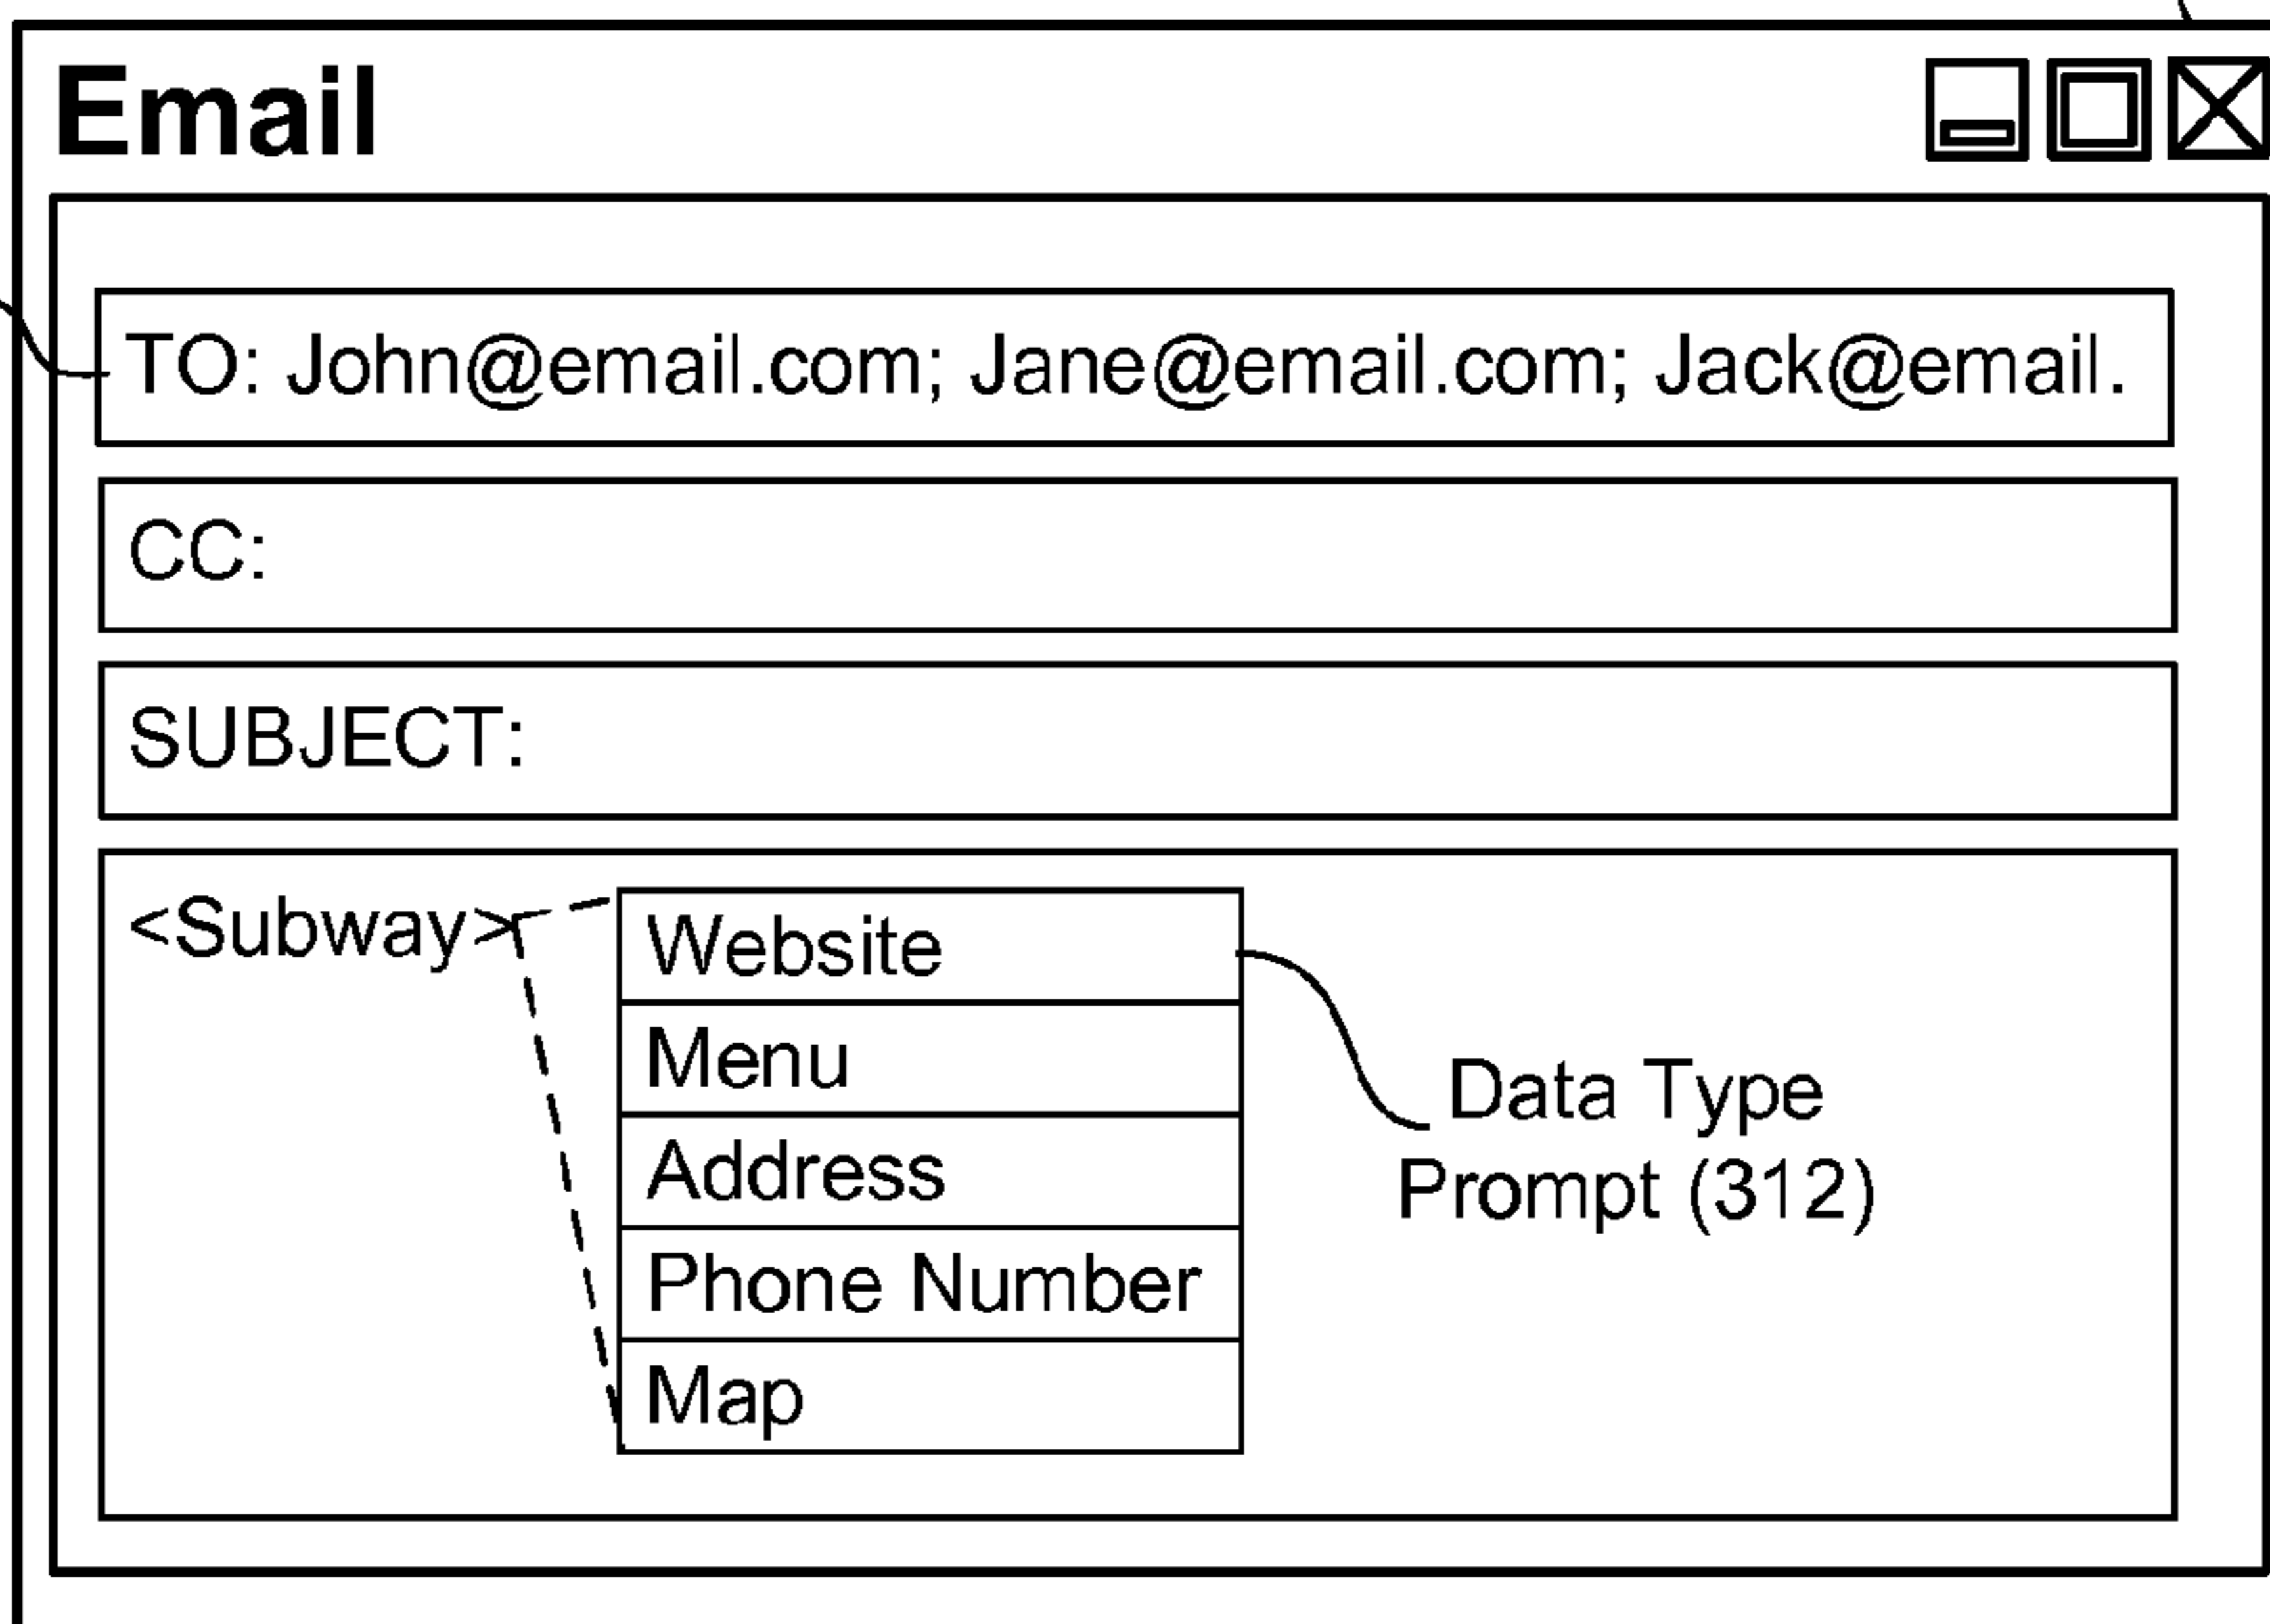 Email
TO: John@email.com; Jane@email.com; Jack@email.
CC:
SUBJECT:
<Subway>
Website
Menu
Address
Phone Number
Map
Data Type
Prompt (312)